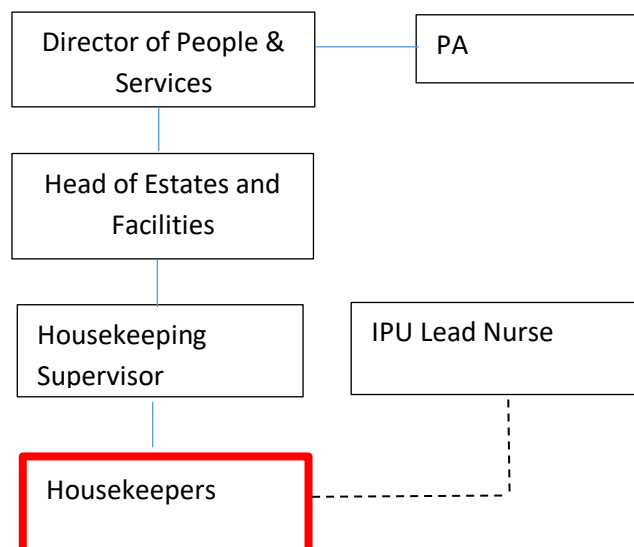 Director of People &
Services
PA
Head of Estates and
Facilities
Housekeeping
Supervisor
IPU Lead Nurse
Housekeepers